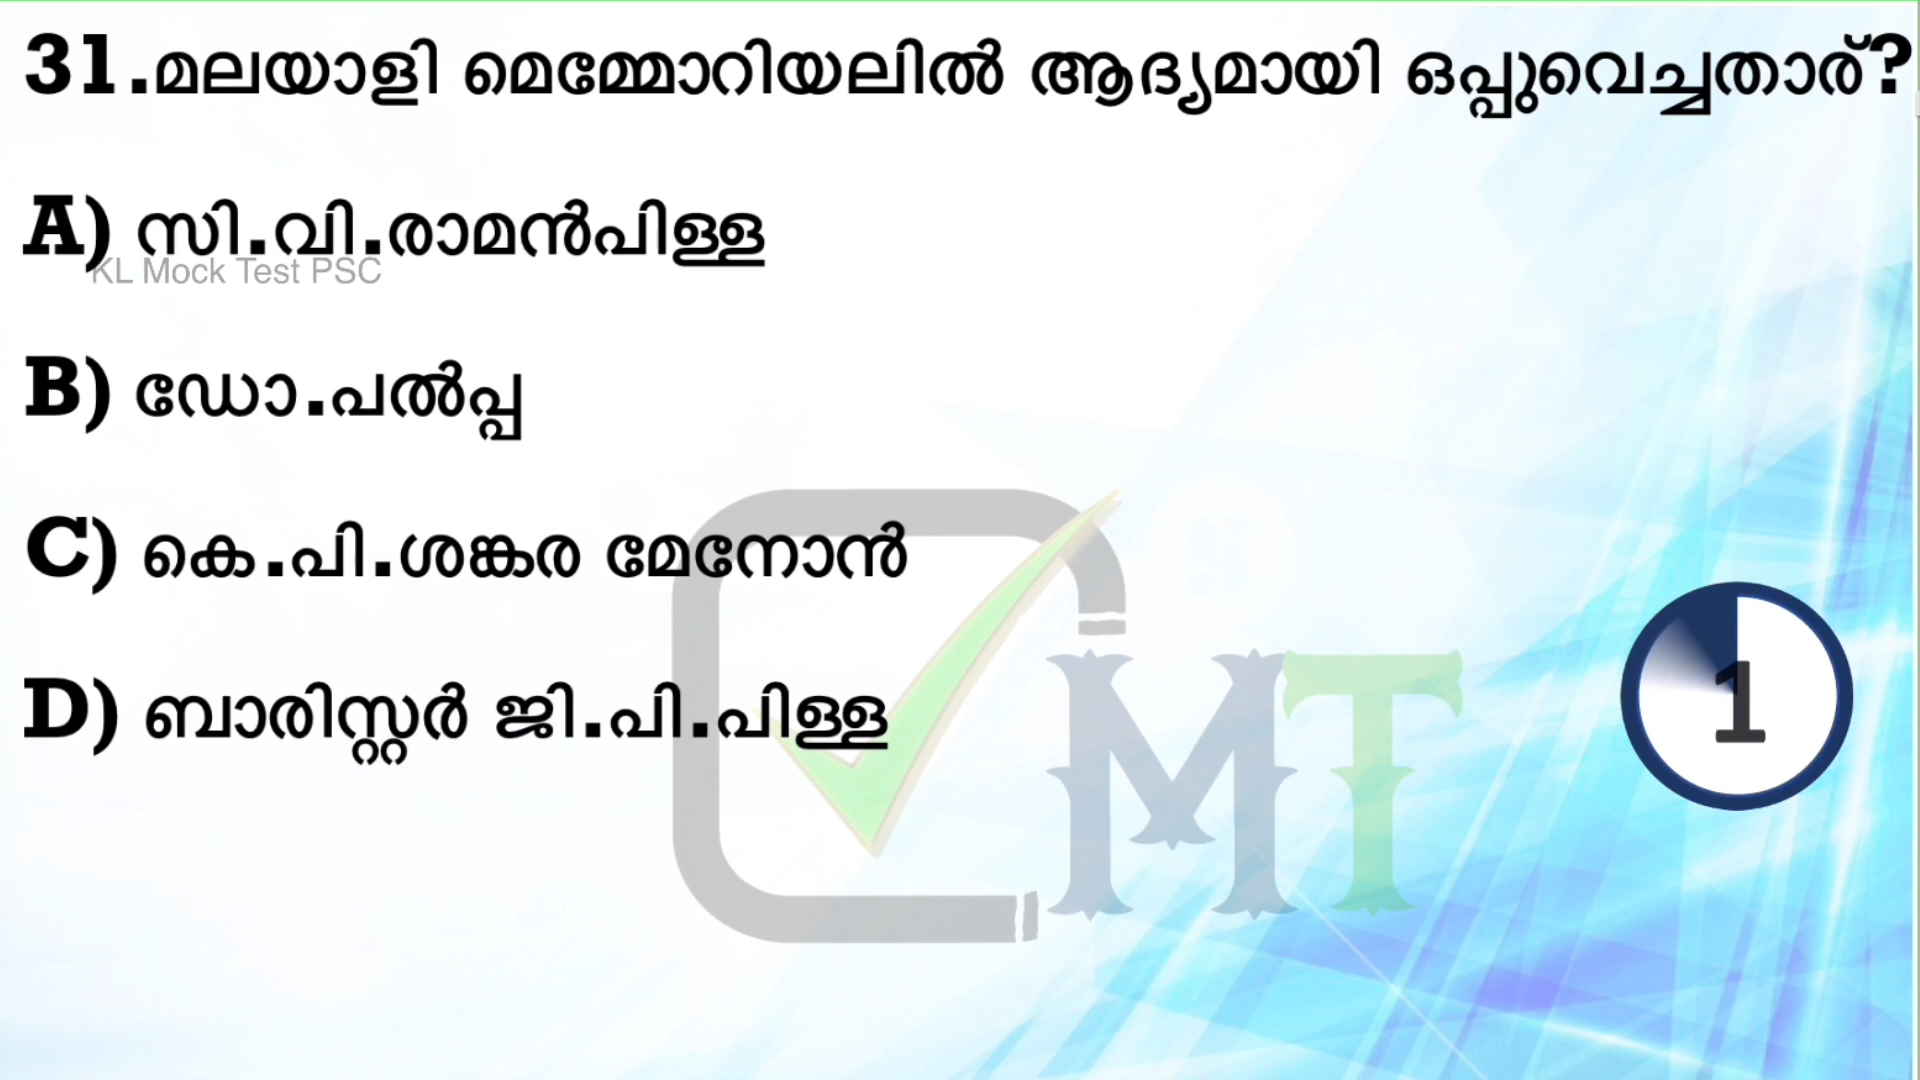 31.മലയാളി മെമ്മോറിയലിൽ ആദ്യമായി ഒപ്പുവെച്ചതാര്?
A) സി.വി.രാമൻപിള്ള
KL Mock Test PSC
B) ഡോ.പൽപ്പു
C) കെ.പി.ശങ്കര മേനോൻ
D) ബാരിസ്റ്റർ ജി.പി.പിള്ള
MT
1